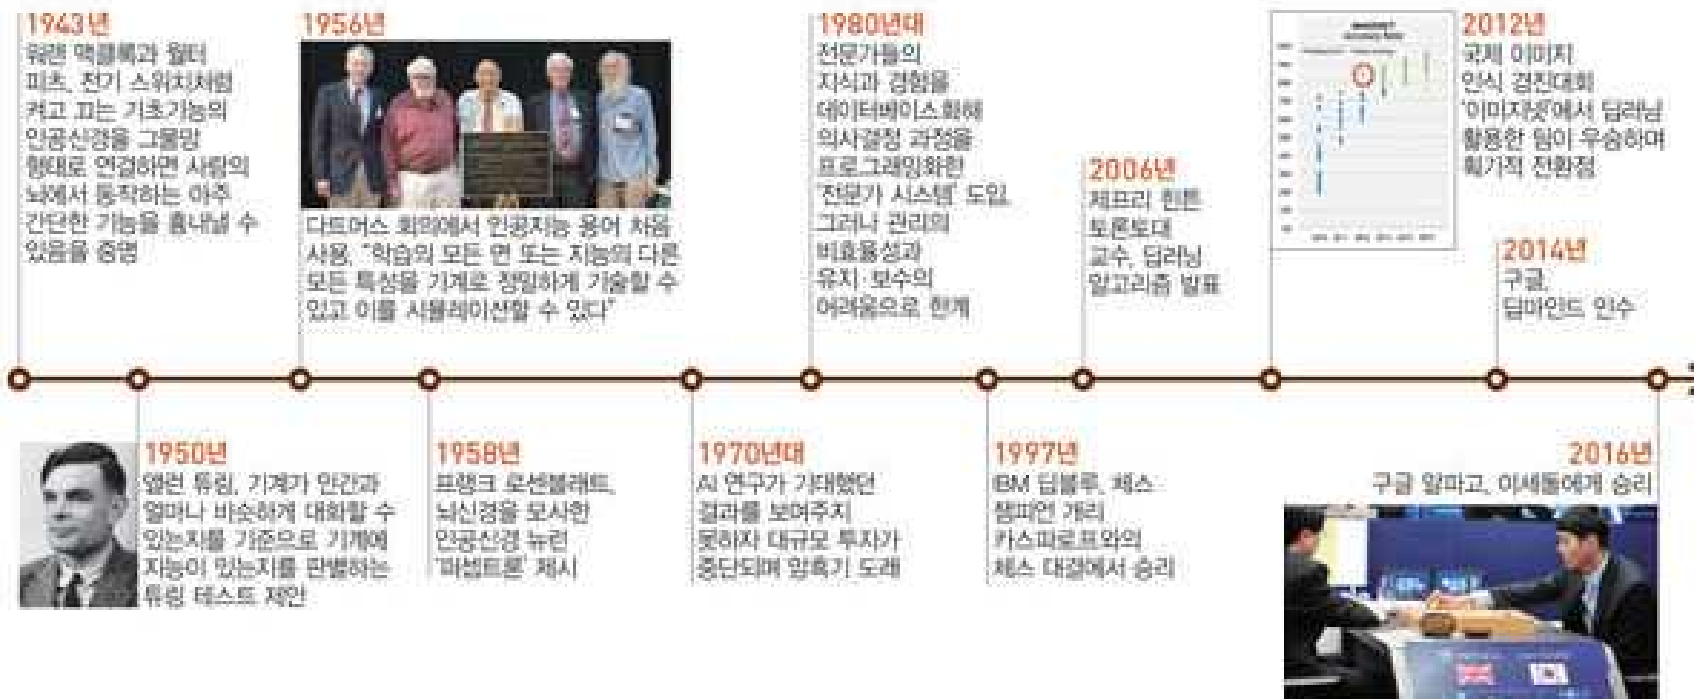 1943년
워렌 맥클록과 월터
피츠, 전기 스위치처럼
켜고 끄는 기초기능의
인공신경을 그물망
형태로 연결하면 사람의
뇌에서 동작하는 아주
간단한 기능을 흉내낼 수
있음을 증명
1950년
앨런 튜링, 기계가 인간과
얼마나 비슷하게 대화할 수
있는지를 기준으로 기계에
지능이 있는지를 판별하는
튜링 테스트 제안
1956년
다트머스 회의에서 인공지능 용어 처음
사용. "학습의 모든 면 또는 지능의 다른
모든 특성을 기계로 정밀하게 기술할 수
있고 이를 시뮬레이션할 수 있다"
1958년
프랭크 로센블래트,
뇌신경을 모사한
인공신경 뉴런
'퍼셉트론' 제시
1970년대
AI 연구가 기대했던
결과를 보여주지
못하자 대규모 투자가
중단되며 암흑기 도래
1980년대
전문가들의
지식과 경험을
데이터베이스화해
의사결정 과정을
프로그래밍화한
'전문가 시스템' 도입.
그러나 관리의
비효율성과
유지·보수의
어려움으로 한계
1997년
IBM 딥블루, 체스
챔피언 개리
카스파로프와의
체스 대결에서 승리
2006년
제프리 힌튼
토론토대
교수, 딥러닝
알고리즘 발표
2012년
국제 이미지
인식 경진대회
'이미지넷'에서 딥러닝
활용한 팀이 우승하며
획기적 전환점
2014년
구글,
딥마인드 인수
2016년
구글 알파고, 이세돌에게 승리